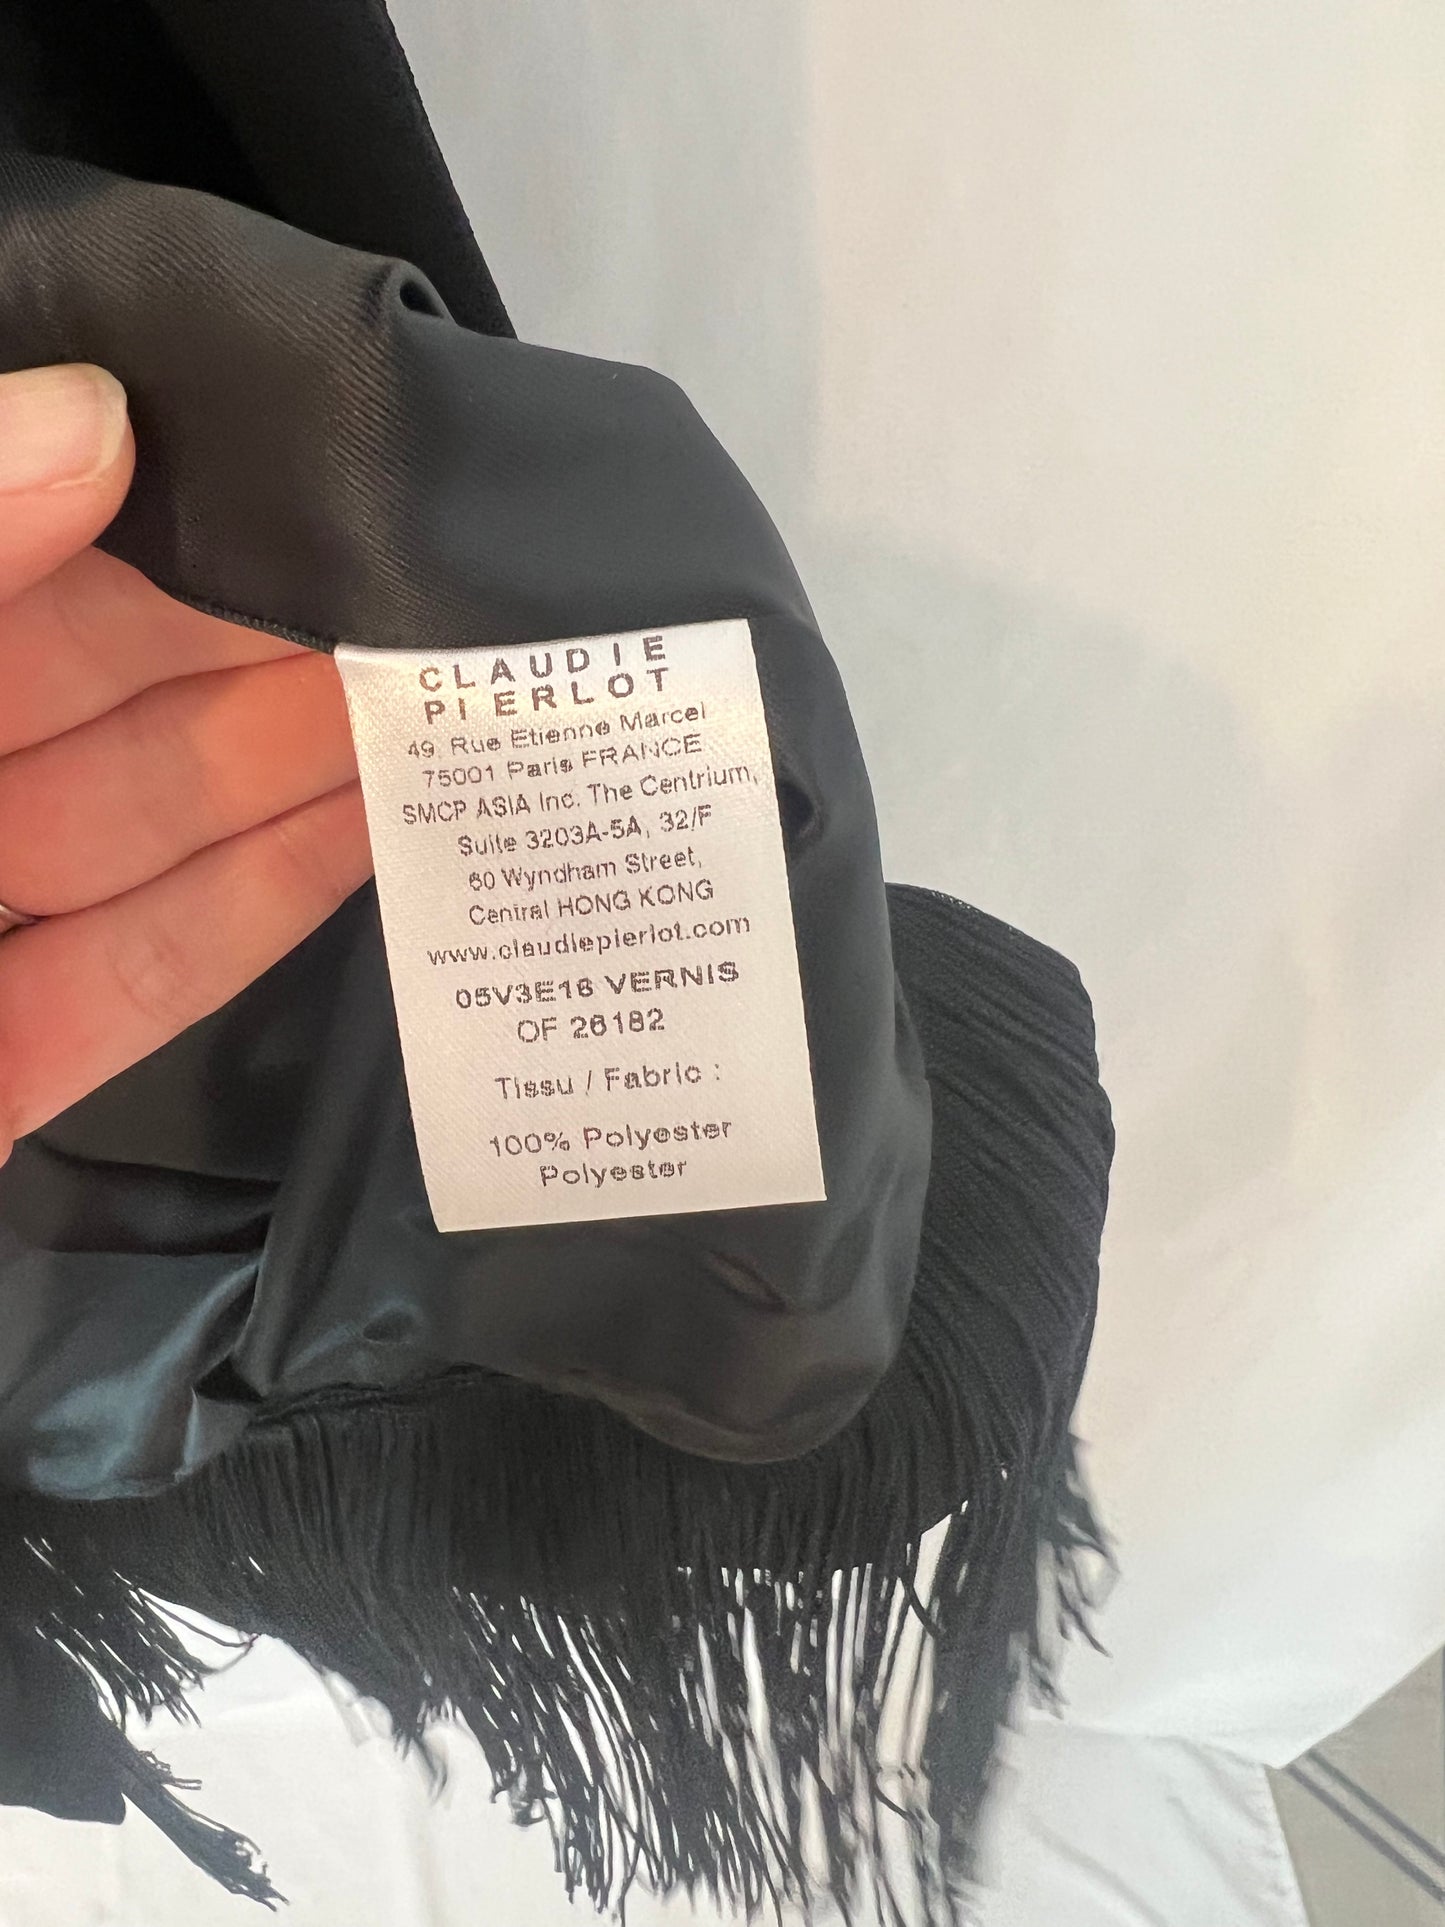 CLAUDIE
PIERLOT
49, Rue Etienne Marcel
75001 Paris FRANCE
SMCP ASIA Inc. The Centrium,
Suite 3203A-5A, 32/F
60 Wyndham Street,
Central HONG KONG
www.claudiepierlot.com
05V3E16 VERNIS
OF 26182
Tissu / Fabric :
100% Polyester
Polyester